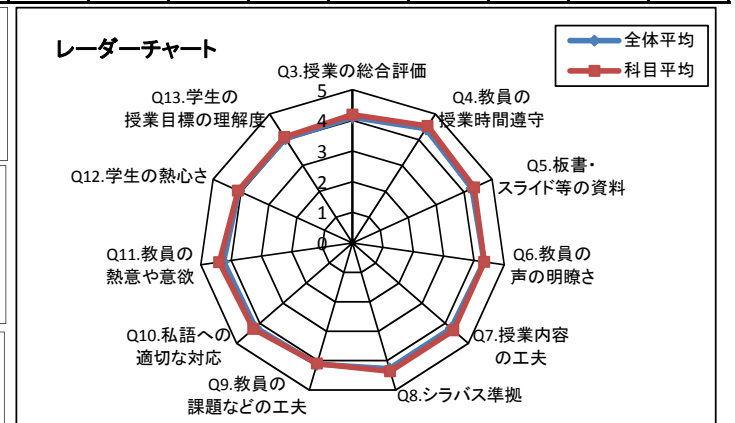 レーダーチャート
全体平均
科目平均
Q3.授業の総合評価
Q4.教員の
授業時間遵守
Q5.板書・
スライド等の資料
Q6.教員の
声の明瞭さ
Q7.授業内容
の工夫
Q8.シラバス準拠
Q9.教員の
課題などの工夫
Q10.私語への
適切な対応
Q11.教員の
熱意や意欲
Q12.学生の熱心さ
Q13.学生の
授業目標の理解度
5
4
3
2
1
0